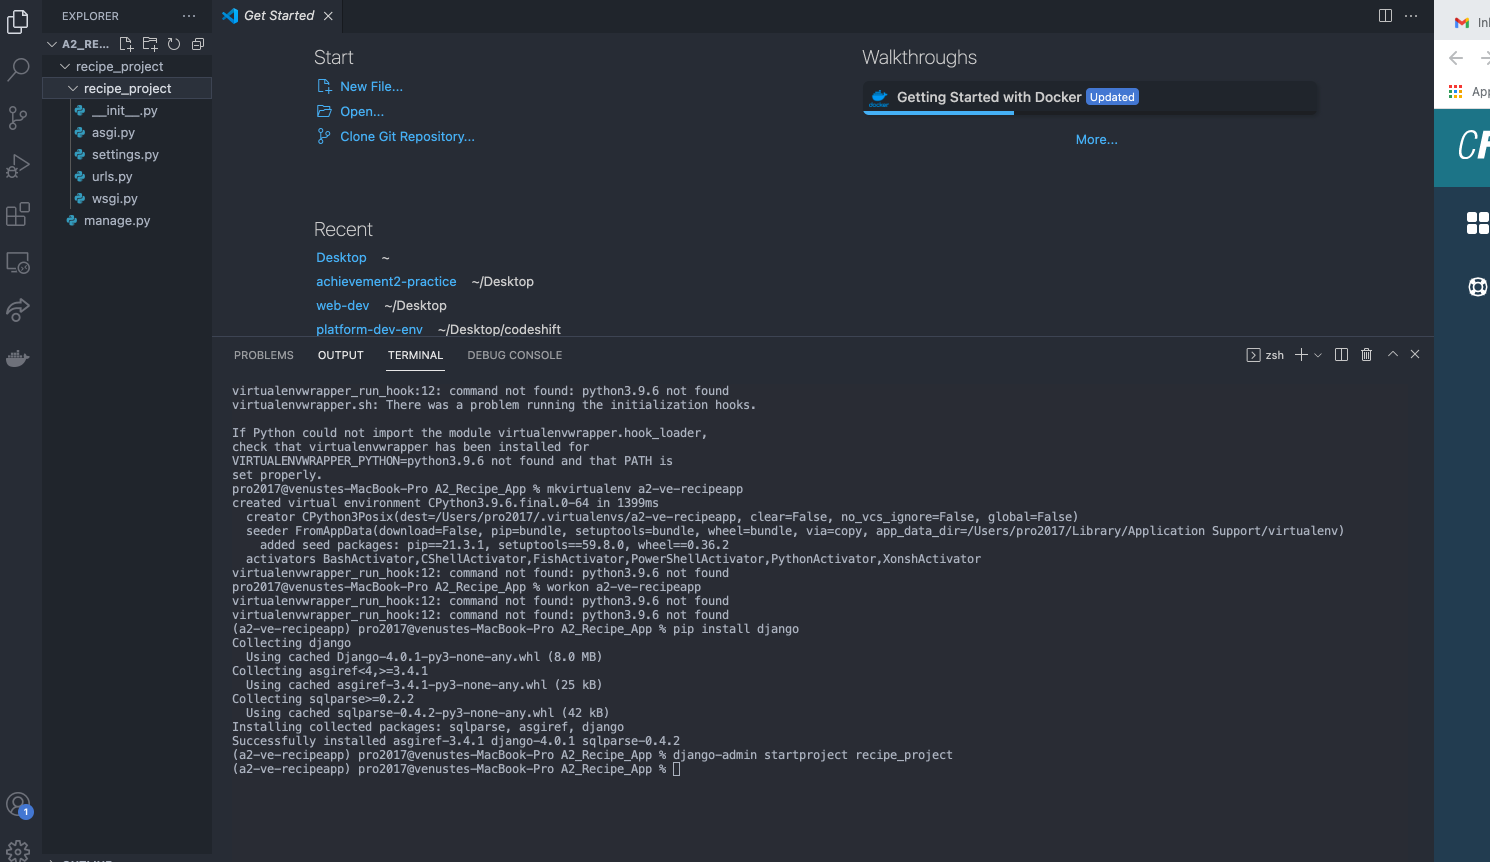 EXPLORER
···
Get Started
···
A2_RE...
recipe_project
recipe_project
__init__.py
asgi.py
settings.py
urls.py
wsgi.py
manage.py
Start
New File...
Open...
Clone Git Repository...
Walkthroughs
docker
Getting Started with Docker Updated
More...
Recent
Desktop ~
achievement2-practice ~/Desktop
web-dev ~/Desktop
platform-dev-env ~/Desktop/codeshift
PROBLEMS OUTPUT TERMINAL DEBUG CONSOLE
zsh
virtualenvwrapper_run_hook:12: command not found: python3.9.6 not found
virtualenvwrapper.sh: There was a problem running the initialization hooks.
If Python could not import the module virtualenvwrapper.hook_loader,
check that virtualenvwrapper has been installed for
VIRTUALENVWRAPPER_PYTHON=python3.9.6 not found and that PATH is
set properly.
pro2017@venustes-MacBook-Pro A2_Recipe_App % mkvirtualenv a2-ve-recipeapp
created virtual environment CPython3.9.6.final.0-64 in 1399ms
creator CPython3Posix(dest=/Users/pro2017/.virtualenvs/a2-ve-recipeapp, clear=False, no_vcs_ignore=False, global=False)
seeder FromAppData(download=False, pip=bundle, setuptools=bundle, wheel=bundle, via=copy, app_data_dir=/Users/pro2017/Library/Application Support/virtualenv)
added seed packages: pip==21.3.1, setuptools==59.8.0, wheel==0.36.2
activators BashActivator,CShellActivator,FishActivator,PowerShellActivator,PythonActivator,XonshActivator
virtualenvwrapper_run_hook:12: command not found: python3.9.6 not found
pro2017@venustes-MacBook-Pro A2_Recipe_App % workon a2-ve-recipeapp
virtualenvwrapper_run_hook:12: command not found: python3.9.6 not found
virtualenvwrapper_run_hook:12: command not found: python3.9.6 not found
(a2-ve-recipeapp) pro2017@venustes-MacBook-Pro A2_Recipe_App % pip install django
Collecting django
Using cached Django-4.0.1-py3-none-any.whl (8.0 MB)
Collecting asgiref<4,>=3.4.1
Using cached asgiref-3.4.1-py3-none-any.whl (25 kB)
Collecting sqlparse>=0.2.2
Using cached sqlparse-0.4.2-py3-none-any.whl (42 kB)
Installing collected packages: sqlparse, asgiref, django
Successfully installed asgiref-3.4.1 django-4.0.1 sqlparse-0.4.2
(a2-ve-recipeapp) pro2017@venustes-MacBook-Pro A2_Recipe_App % django-admin startproject recipe_project
(a2-ve-recipeapp) pro2017@venustes-MacBook-Pro A2_Recipe_App %
1